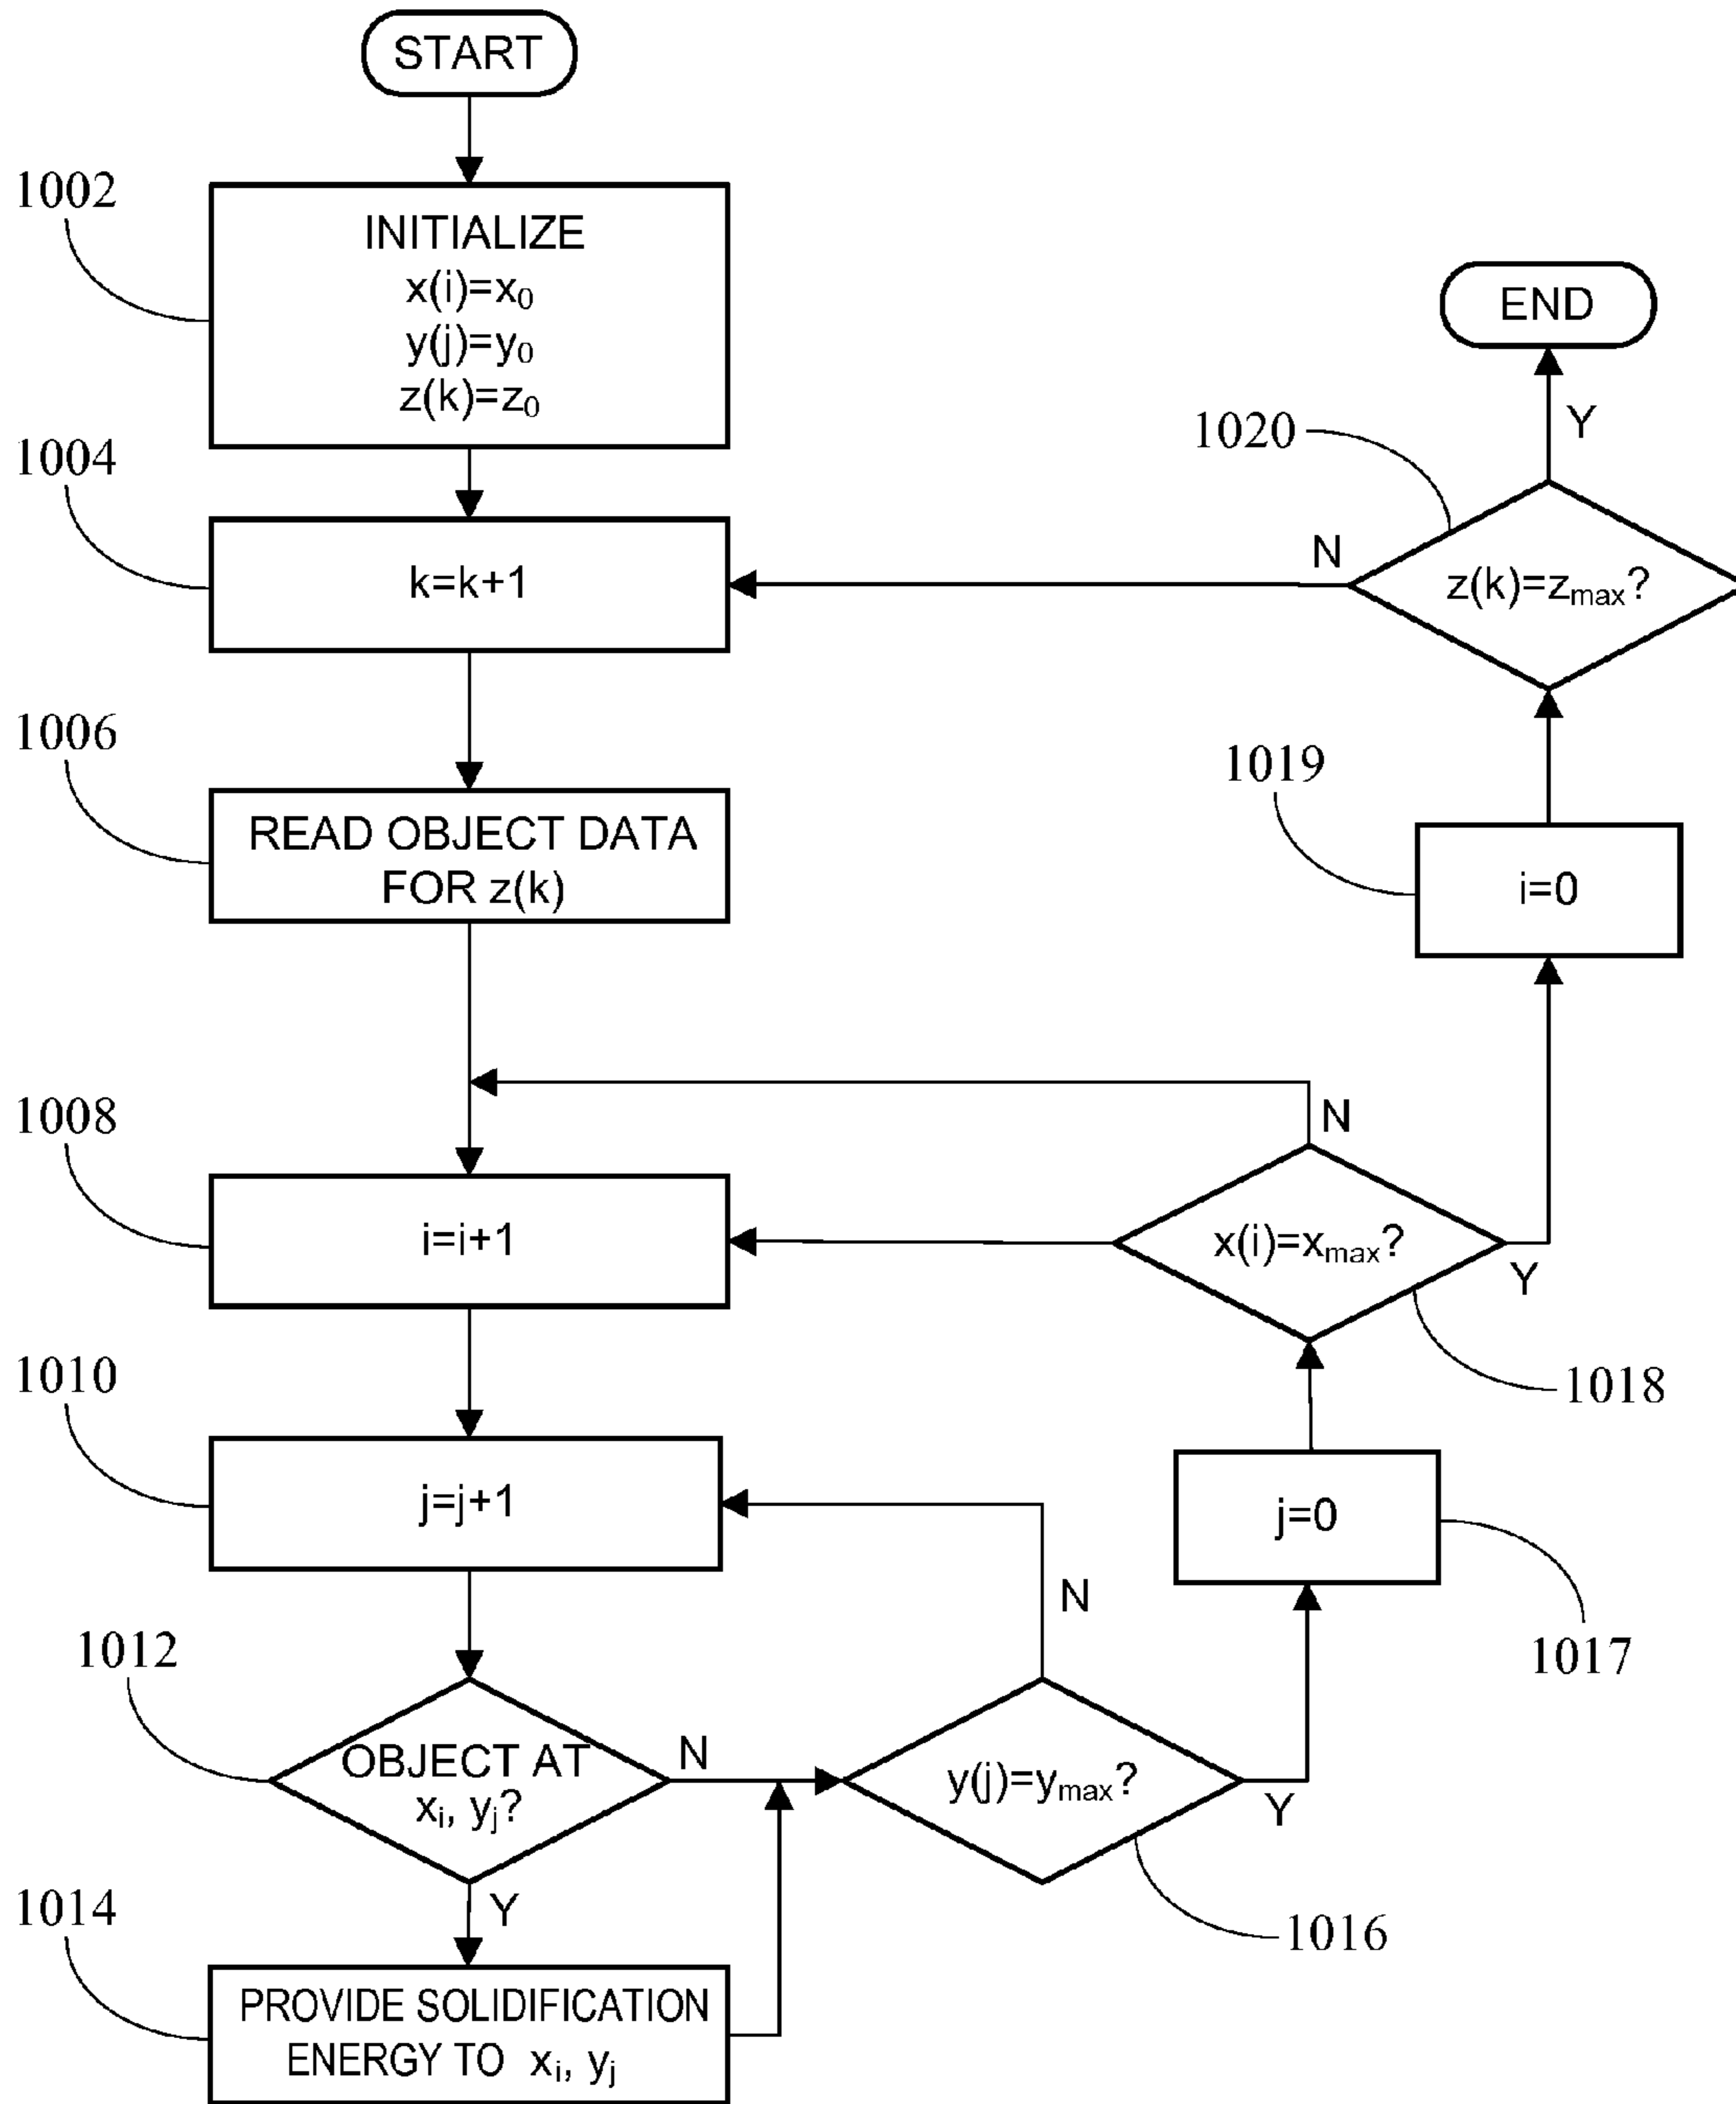 START
1002
INITIALIZE
x(i)=x₀
y(j)=y₀
z(k)=z₀
END
Y
1020
1004
k=k+1
N
z(k)=zmax?
1006
READ OBJECT DATA
FOR z(k)
1019
i=0
1008
N
i=i+1
x(i)=xmax?
Y
1018
1010
j=j+1
j=0
N
1017
1012
OBJECT AT
xi, yj?
N
y(j)=ymax?
Y
1016
Y
1014
PROVIDE SOLIDIFICATION
ENERGY TO xi, yj